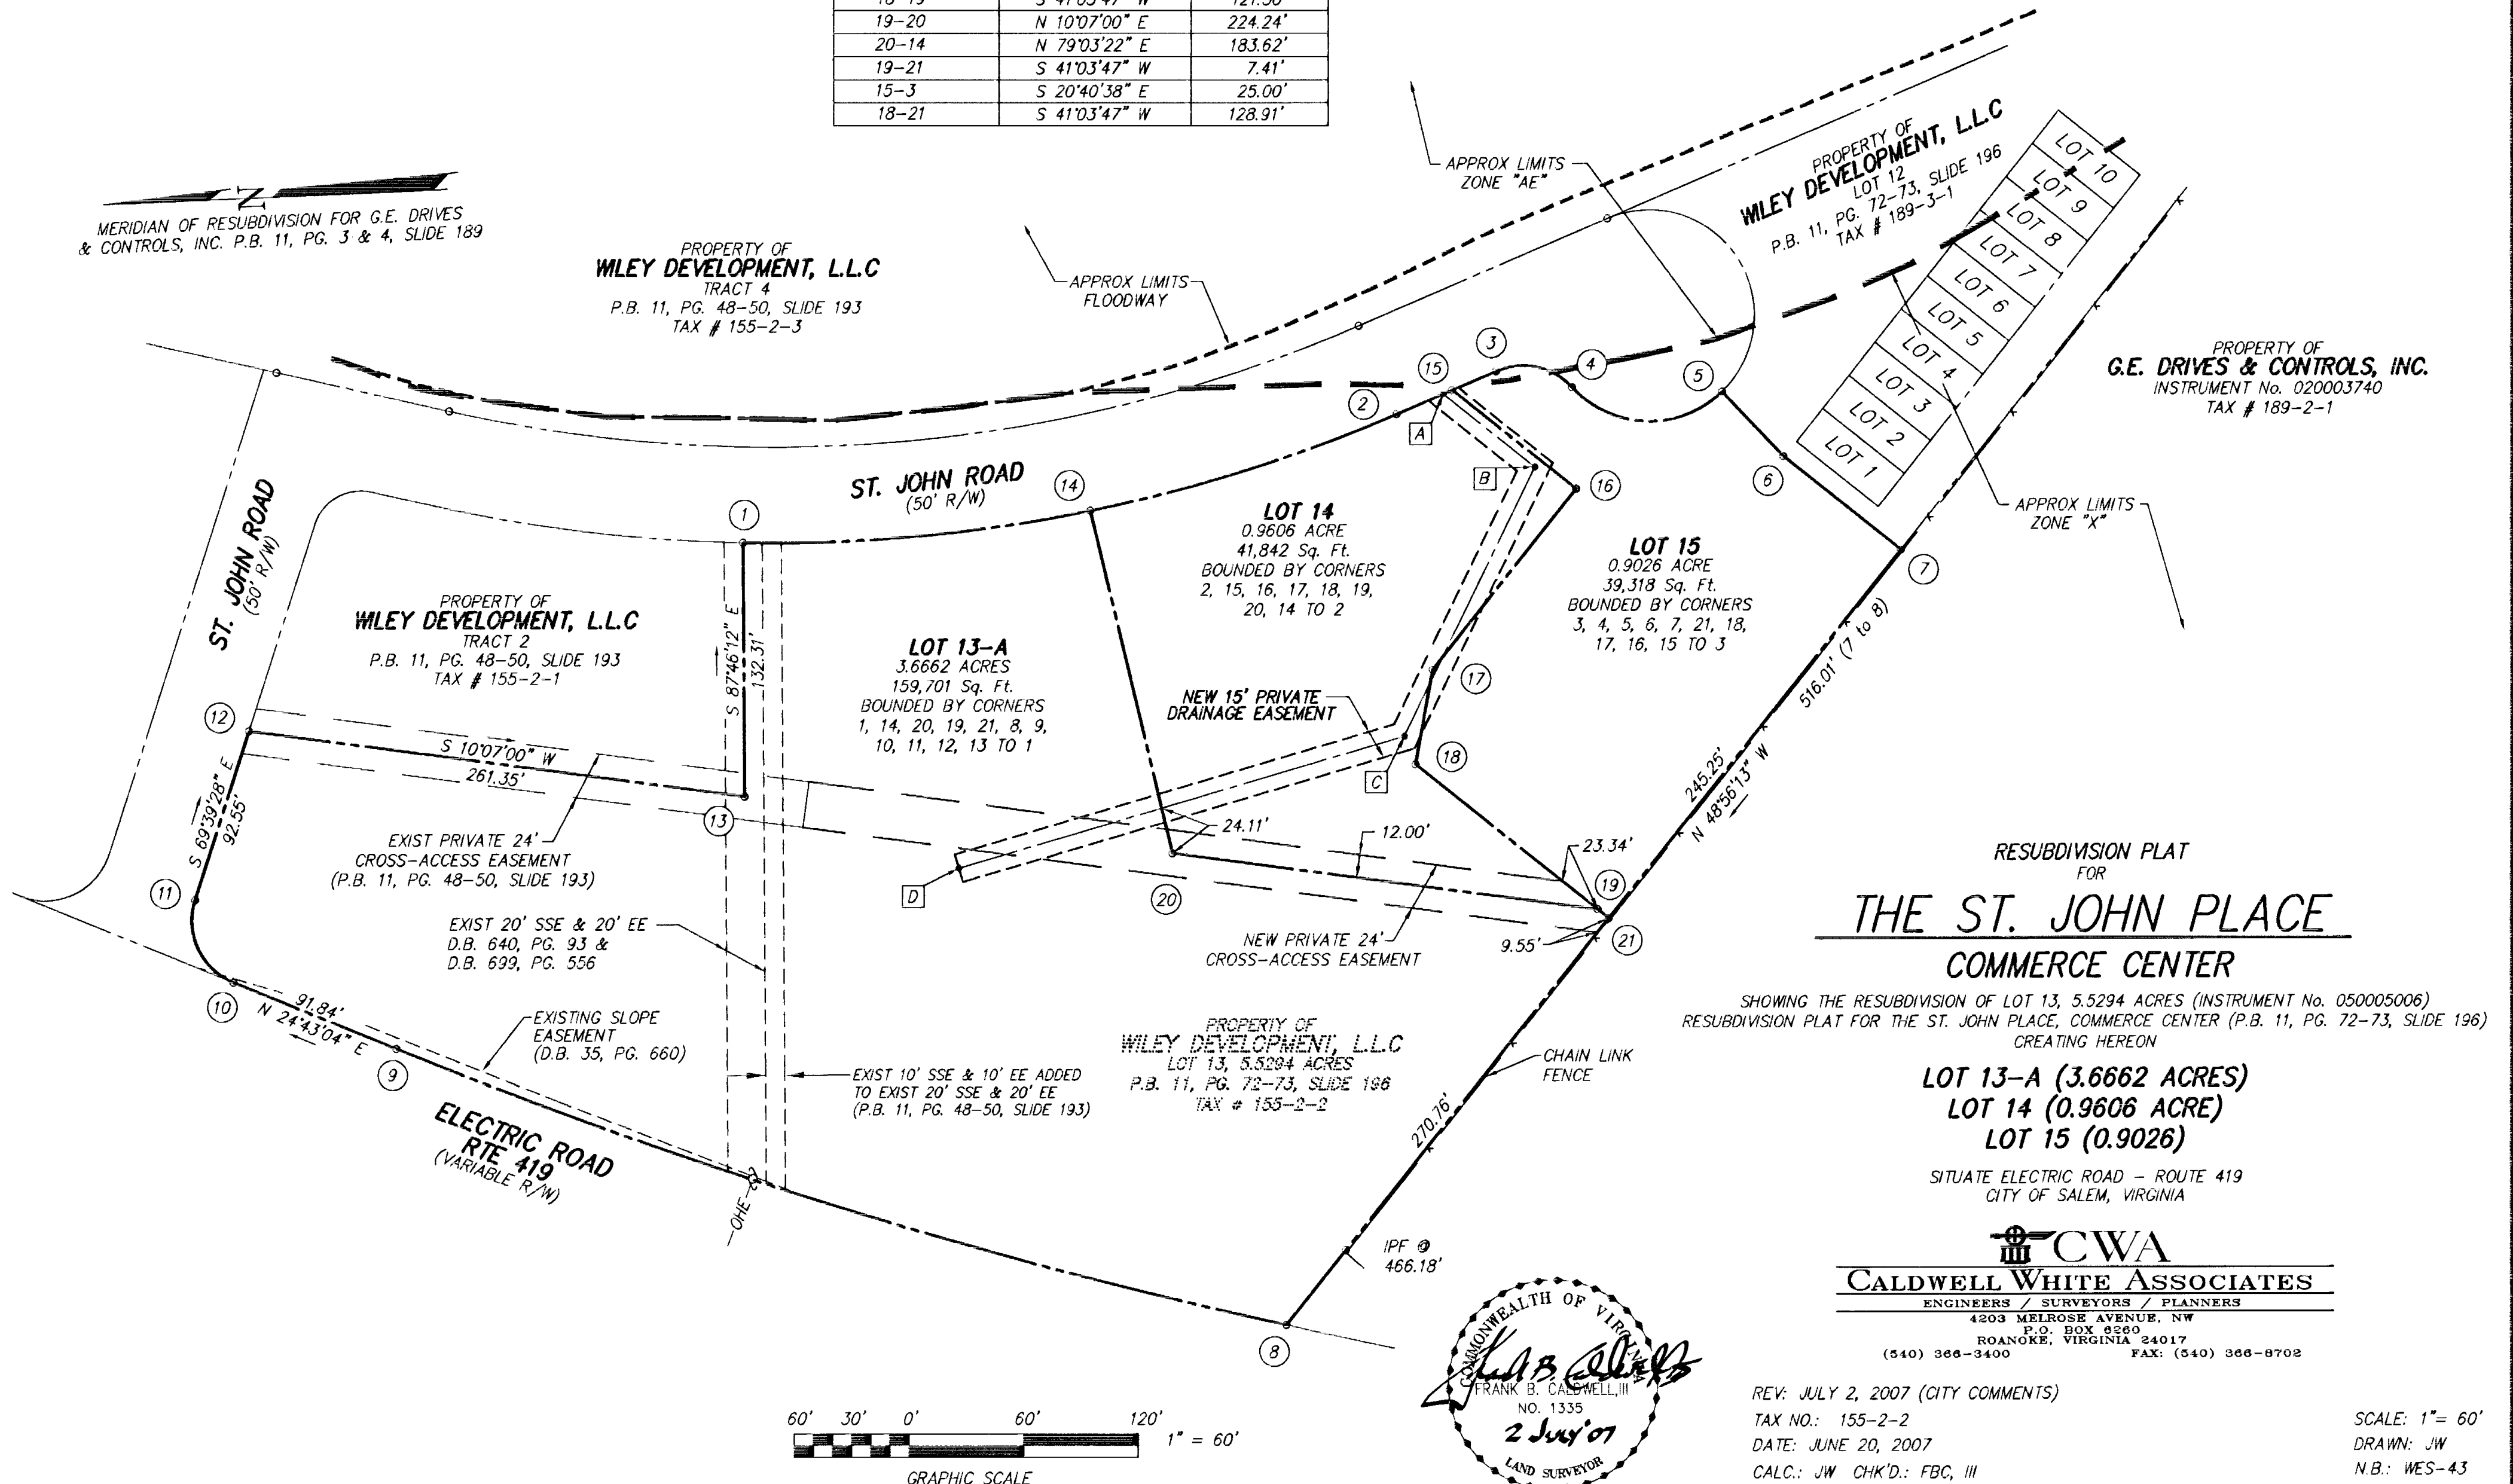 19-20 N 10°07'00" E 224.24'
20-14 N 79°03'22" E 183.62'
19-21 S 41°03'47" W 7.41'
15-3 S 20°40'38" E 25.00'
18-21 S 41°03'47" W 128.91'
N
MERIDIAN OF RESUBDIVISION FOR G.E. DRIVES
& CONTROLS, INC. P.B. 11, PG. 3 & 4, SLIDE 189
PROPERTY OF
WILEY DEVELOPMENT, L.L.C
TRACT 4
P.B. 11, PG. 48-50, SLIDE 193
TAX # 155-2-3
APPROX LIMITS
FLOODWAY
APPROX LIMITS
ZONE "AE"
PROPERTY OF
WILEY DEVELOPMENT, L.L.C
LOT 12
P.B. 11, PG. 72-73, SLIDE 196
TAX # 189-3-1
LOT 10
LOT 9
LOT 8
LOT 7
LOT 6
LOT 5
LOT 4
LOT 3
LOT 2
LOT 1
PROPERTY OF
G.E. DRIVES & CONTROLS, INC.
INSTRUMENT No. 020003740
TAX # 189-2-1
APPROX LIMITS
ZONE "X"
3
4
5
15
2
A
B
16
6
7
14
1
ST. JOHN ROAD
(50' R/W)
ST. JOHN ROAD
(50' R/W)
LOT 14
0.9606 ACRE
41,842 Sq. Ft.
BOUNDED BY CORNERS
2, 15, 16, 17, 18, 19,
20, 14 TO 2
LOT 15
0.9026 ACRE
39,318 Sq. Ft.
BOUNDED BY CORNERS
3, 4, 5, 6, 7, 21, 18,
17, 16, 15 TO 3
PROPERTY OF
WILEY DEVELOPMENT, L.L.C
TRACT 2
P.B. 11, PG. 48-50, SLIDE 193
TAX # 155-2-1
S 87°46'12" E
132.31'
LOT 13-A
3.6662 ACRES
159,701 Sq. Ft.
BOUNDED BY CORNERS
1, 14, 20, 19, 21, 8, 9,
10, 11, 12, 13 TO 1
NEW 15' PRIVATE
DRAINAGE EASEMENT
17
18
C
516.01' (7 to 8)
245.25'
N 48°56'13" W
12
S 10°07'00" W
261.35'
13
S 69°39'28" E
92.55'
11
EXIST PRIVATE 24'
CROSS-ACCESS EASEMENT
(P.B. 11, PG. 48-50, SLIDE 193)
24.11'
12.00'
23.34'
19
D
20
21
9.55'
EXIST 20' SSE & 20' EE
D.B. 640, PG. 93 &
D.B. 699, PG. 556
NEW PRIVATE 24'
CROSS-ACCESS EASEMENT
10
91.84'
N 24°43'04" E
9
EXISTING SLOPE
EASEMENT
(D.B. 35, PG. 660)
EXIST 10' SSE & 10' EE ADDED
TO EXIST 20' SSE & 20' EE
(P.B. 11, PG. 48-50, SLIDE 193)
PROPERTY OF
WILEY DEVELOPMENT, L.L.C
LOT 13, 5.5294 ACRES
P.B. 11, PG. 72-73, SLIDE 196
TAX # 155-2-2
CHAIN LINK
FENCE
270.76'
ELECTRIC ROAD
RTE 419
(VARIABLE R/W)
OHE
IPF @
466.18'
8
RESUBDIVISION PLAT
FOR
THE ST. JOHN PLACE
COMMERCE CENTER
SHOWING THE RESUBDIVISION OF LOT 13, 5.5294 ACRES (INSTRUMENT No. 050005006)
RESUBDIVISION PLAT FOR THE ST. JOHN PLACE, COMMERCE CENTER (P.B. 11, PG. 72-73, SLIDE 196)
CREATING HEREON
LOT 13-A (3.6662 ACRES)
LOT 14 (0.9606 ACRE)
LOT 15 (0.9026)
SITUATE ELECTRIC ROAD - ROUTE 419
CITY OF SALEM, VIRGINIA
CWA
CALDWELL WHITE ASSOCIATES
ENGINEERS / SURVEYORS / PLANNERS
4203 MELROSE AVENUE, NW
P.O. BOX 6260
ROANOKE, VIRGINIA 24017
(540) 366-3400 FAX: (540) 366-8702
COMMONWEALTH OF VIRGINIA
FRANK B. CALDWELL, III
NO. 1335
2 July '07
LAND SURVEYOR
60' 30' 0' 60' 120'
1" = 60'
GRAPHIC SCALE
REV: JULY 2, 2007 (CITY COMMENTS)
TAX NO.: 155-2-2
DATE: JUNE 20, 2007
CALC.: JW CHK'D.: FBC, III
SCALE: 1"= 60'
DRAWN: JW
N.B.: WES-43